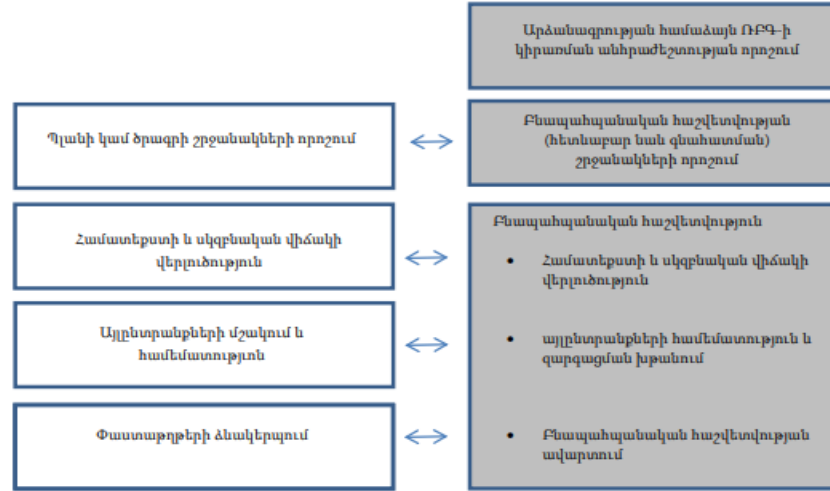 Արձանագրության համաձայն ՌԲԳ-ի
կիրառման անհրաժեշտության որոշում
Պլանի կամ ծրագրի շրջանակների որոշում
Բնապահպանական հաշվետվության
(հետևաբար նաև գնահատման)
շրջանակների որոշում
Համատեքստի և սկզբնական վիճակի
վերլուծություն
Բնապահպանական հաշվետվություն
• Համատեքստի և սկզբնական վիճակի
վերլուծություն
Այլընտրանքների մշակում և
համեմատություն
• այլընտրանքների համեմատություն և
զարգացման խթանում
Փաստաթղթերի ձևակերպում
• Բնապահպանական հաշվետվության
ավարտում